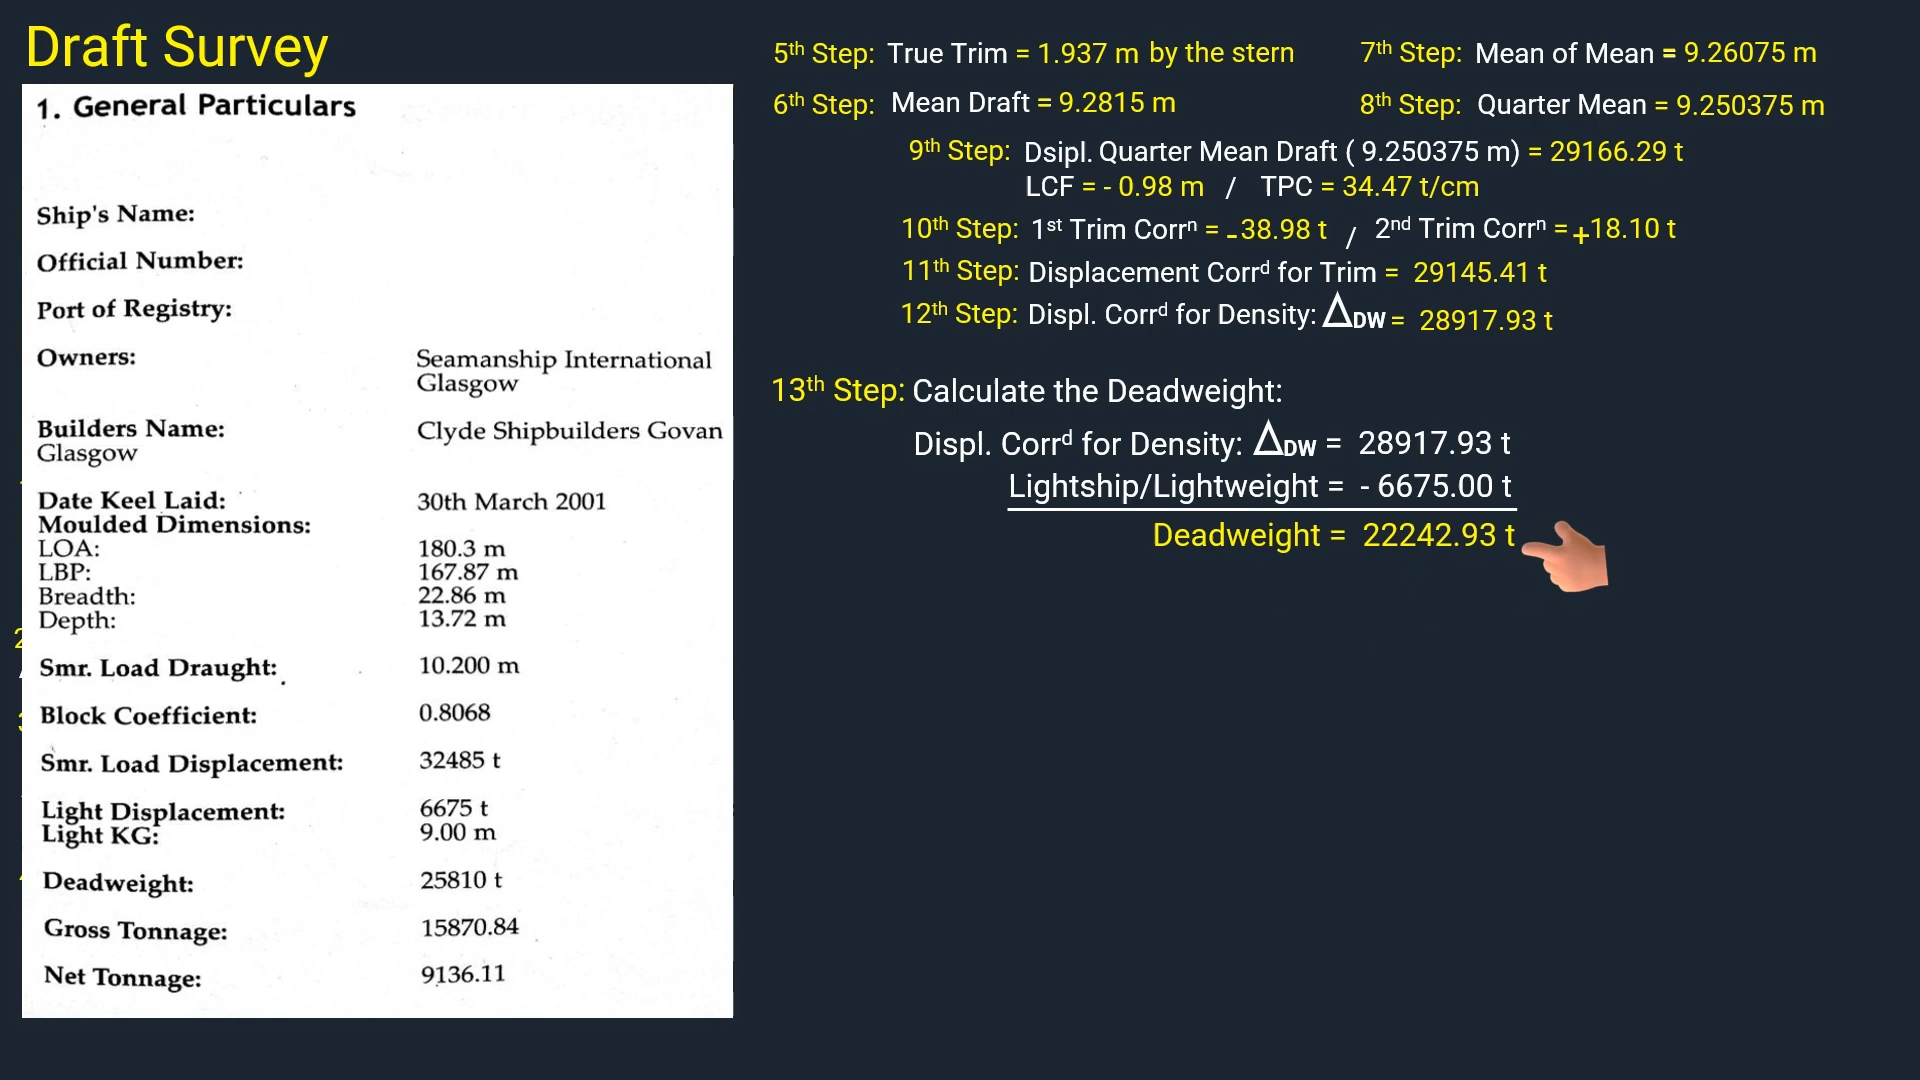 Draft Survey
1. General Particulars
Ship's Name:
Official Number:
Port of Registry:
Owners: Seamanship International
Glasgow
Builders Name: Clyde Shipbuilders Govan
Glasgow
Date Keel Laid: 30th March 2001
Moulded Dimensions:
LOA: 180.3 m
LBP: 167.87 m
Breadth: 22.86 m
Depth: 13.72 m
Smr. Load Draught: 10.200 m
Block Coefficient: 0.8068
Smr. Load Displacement: 32485 t
Light Displacement: 6675 t
Light KG: 9.00 m
Deadweight: 25810 t
Gross Tonnage: 15870.84
Net Tonnage: 9136.11
5th Step: True Trim = 1.937 m by the stern
7th Step: Mean of Mean = 9.26075 m
6th Step: Mean Draft = 9.2815 m
8th Step: Quarter Mean = 9.250375 m
9th Step: Dsipl. Quarter Mean Draft ( 9.250375 m) = 29166.29 t
LCF = - 0.98 m / TPC = 34.47 t/cm
10th Step: 1st Trim Corrn = -38.98 t / 2nd Trim Corrn = +18.10 t
11th Step: Displacement Corrd for Trim = 29145.41 t
12th Step: Displ. Corrd for Density: ΔDW = 28917.93 t
13th Step: Calculate the Deadweight:
Displ. Corrd for Density: ΔDW = 28917.93 t
Lightship/Lightweight = - 6675.00 t
Deadweight = 22242.93 t